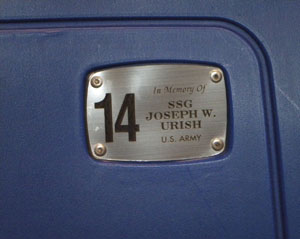 14
In Memory Of
SSG
JOSEPH W.
URISH
U.S. ARMY